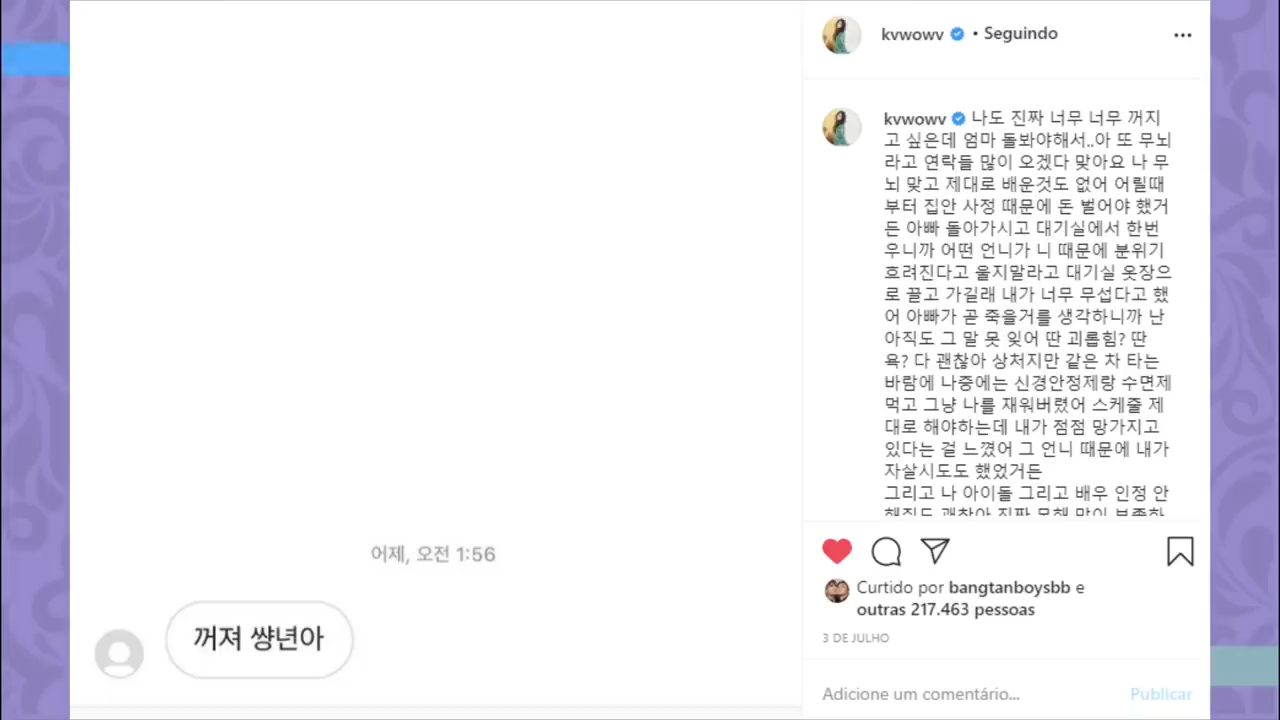 kvwowv • Seguindo
kvwowv 나도 진짜 너무 너무 꺼지
고 싶은데 엄마 돌봐야해서..아 또 무뇌
라고 연락들 많이 오겠다 맞아요 나 무
뇌 맞고 제대로 배운것도 없어 어릴때
부터 집안 사정 때문에 돈 벌어야 했거
든 아빠 돌아가시고 대기실에서 한번
우니까 어떤 언니가 니 때문에 분위기
흐려진다고 울지말라고 대기실 옷장으
로 끌고 가길래 내가 너무 무섭다고 했
어 아빠가 곧 죽을거를 생각하니까 난
아직도 그 말 못 잊어 딴 괴롭힘? 딴
욕? 다 괜찮아 상처지만 같은 차 타는
바람에 나중에는 신경안정제랑 수면제
먹고 그냥 나를 재워버렸어 스케줄 제
대로 해야하는데 내가 점점 망가지고
있다는 걸 느꼈어 그 언니 때문에 내가
자살시도도 했었거든
그리고 나 아이돌 그리고 배우 인정 안
어제, 오전 1:56
꺼져 썅년아
Curtido por bangtanboysbb e
outras 217.463 pessoas
3 DE JULHO
Adicione um comentário... Publicar